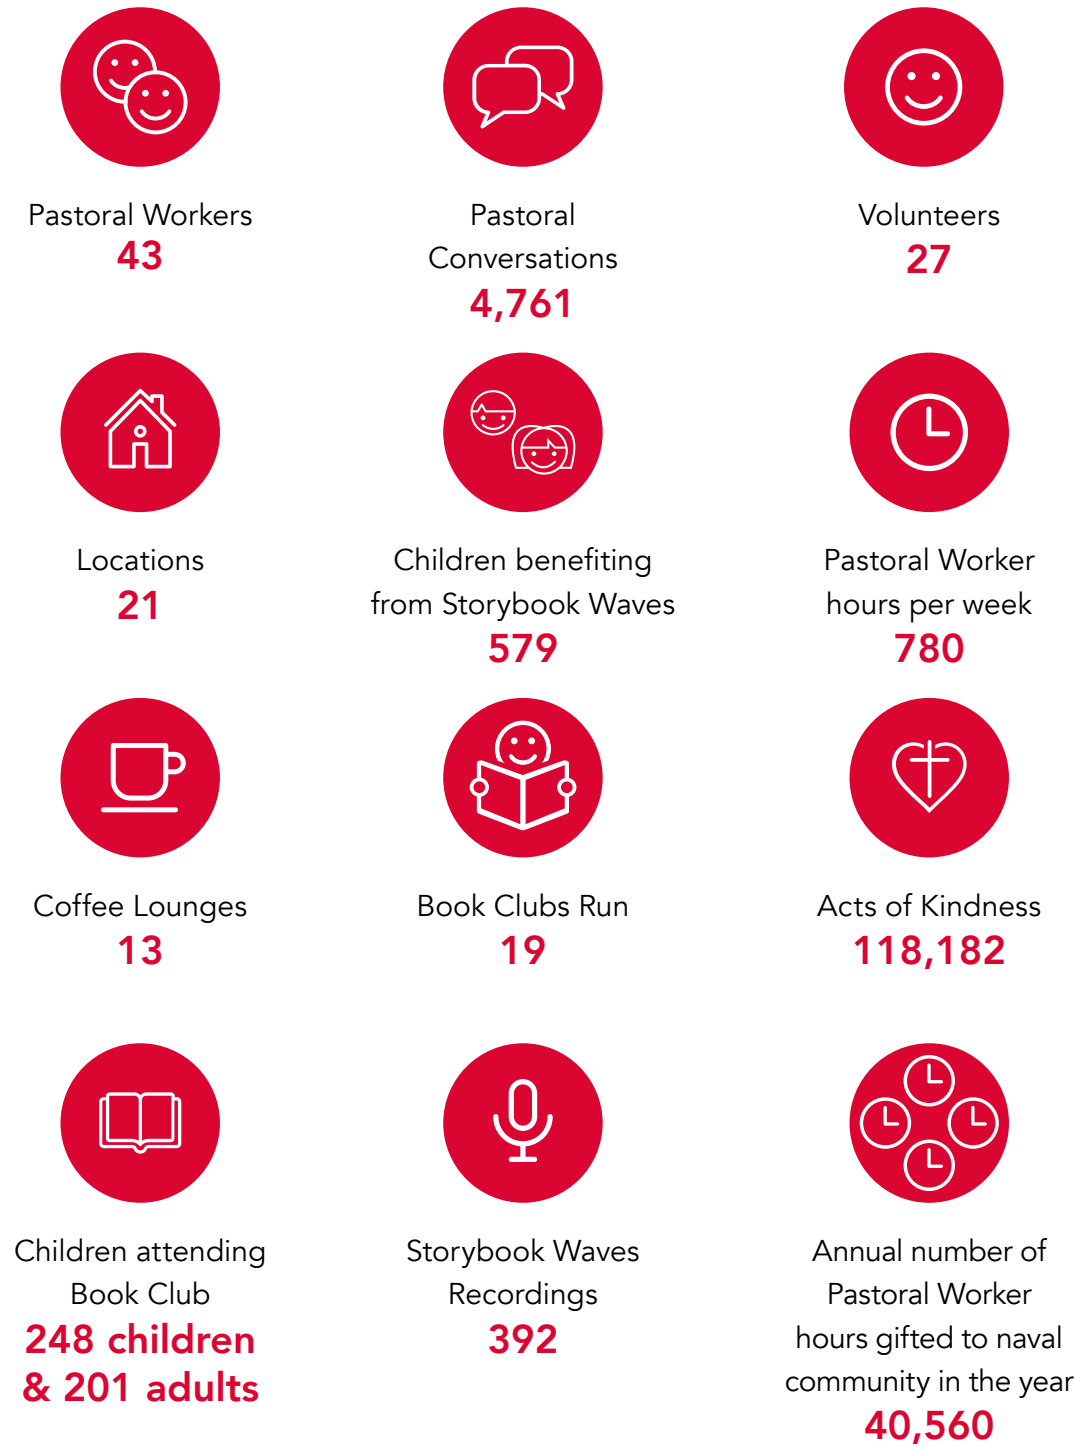 Pastoral Workers
43
Pastoral
Conversations
4,761
Volunteers
27
Locations
21
Children benefiting
from Storybook Waves
579
Pastoral Worker
hours per week
780
Coffee Lounges
13
Book Clubs Run
19
Acts of Kindness
118,182
Children attending
Book Club
248 children
& 201 adults
Storybook Waves
Recordings
392
Annual number of
Pastoral Worker
hours gifted to naval
community in the year
40,560